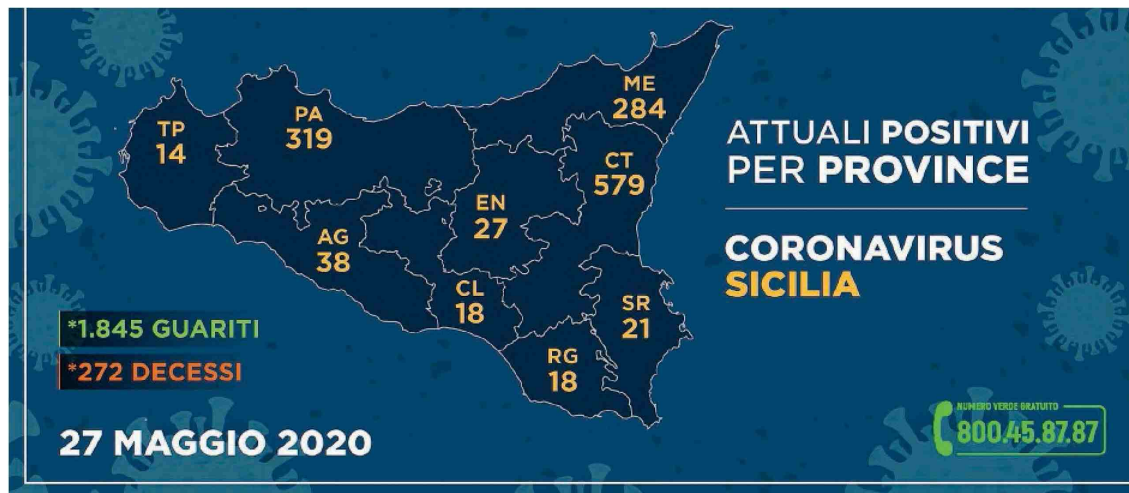 ATTUALI POSITIVI
PER PROVINCE
CORONAVIRUS
SICILIA
TP
14
PA
319
ME
284
CT
579
EN
27
AG
38
CL
18
SR
21
RG
18
*1.845 GUARITI
*272 DECESSI
27 MAGGIO 2020
NUMERO VERDE GRATUITO
800.45.87.87